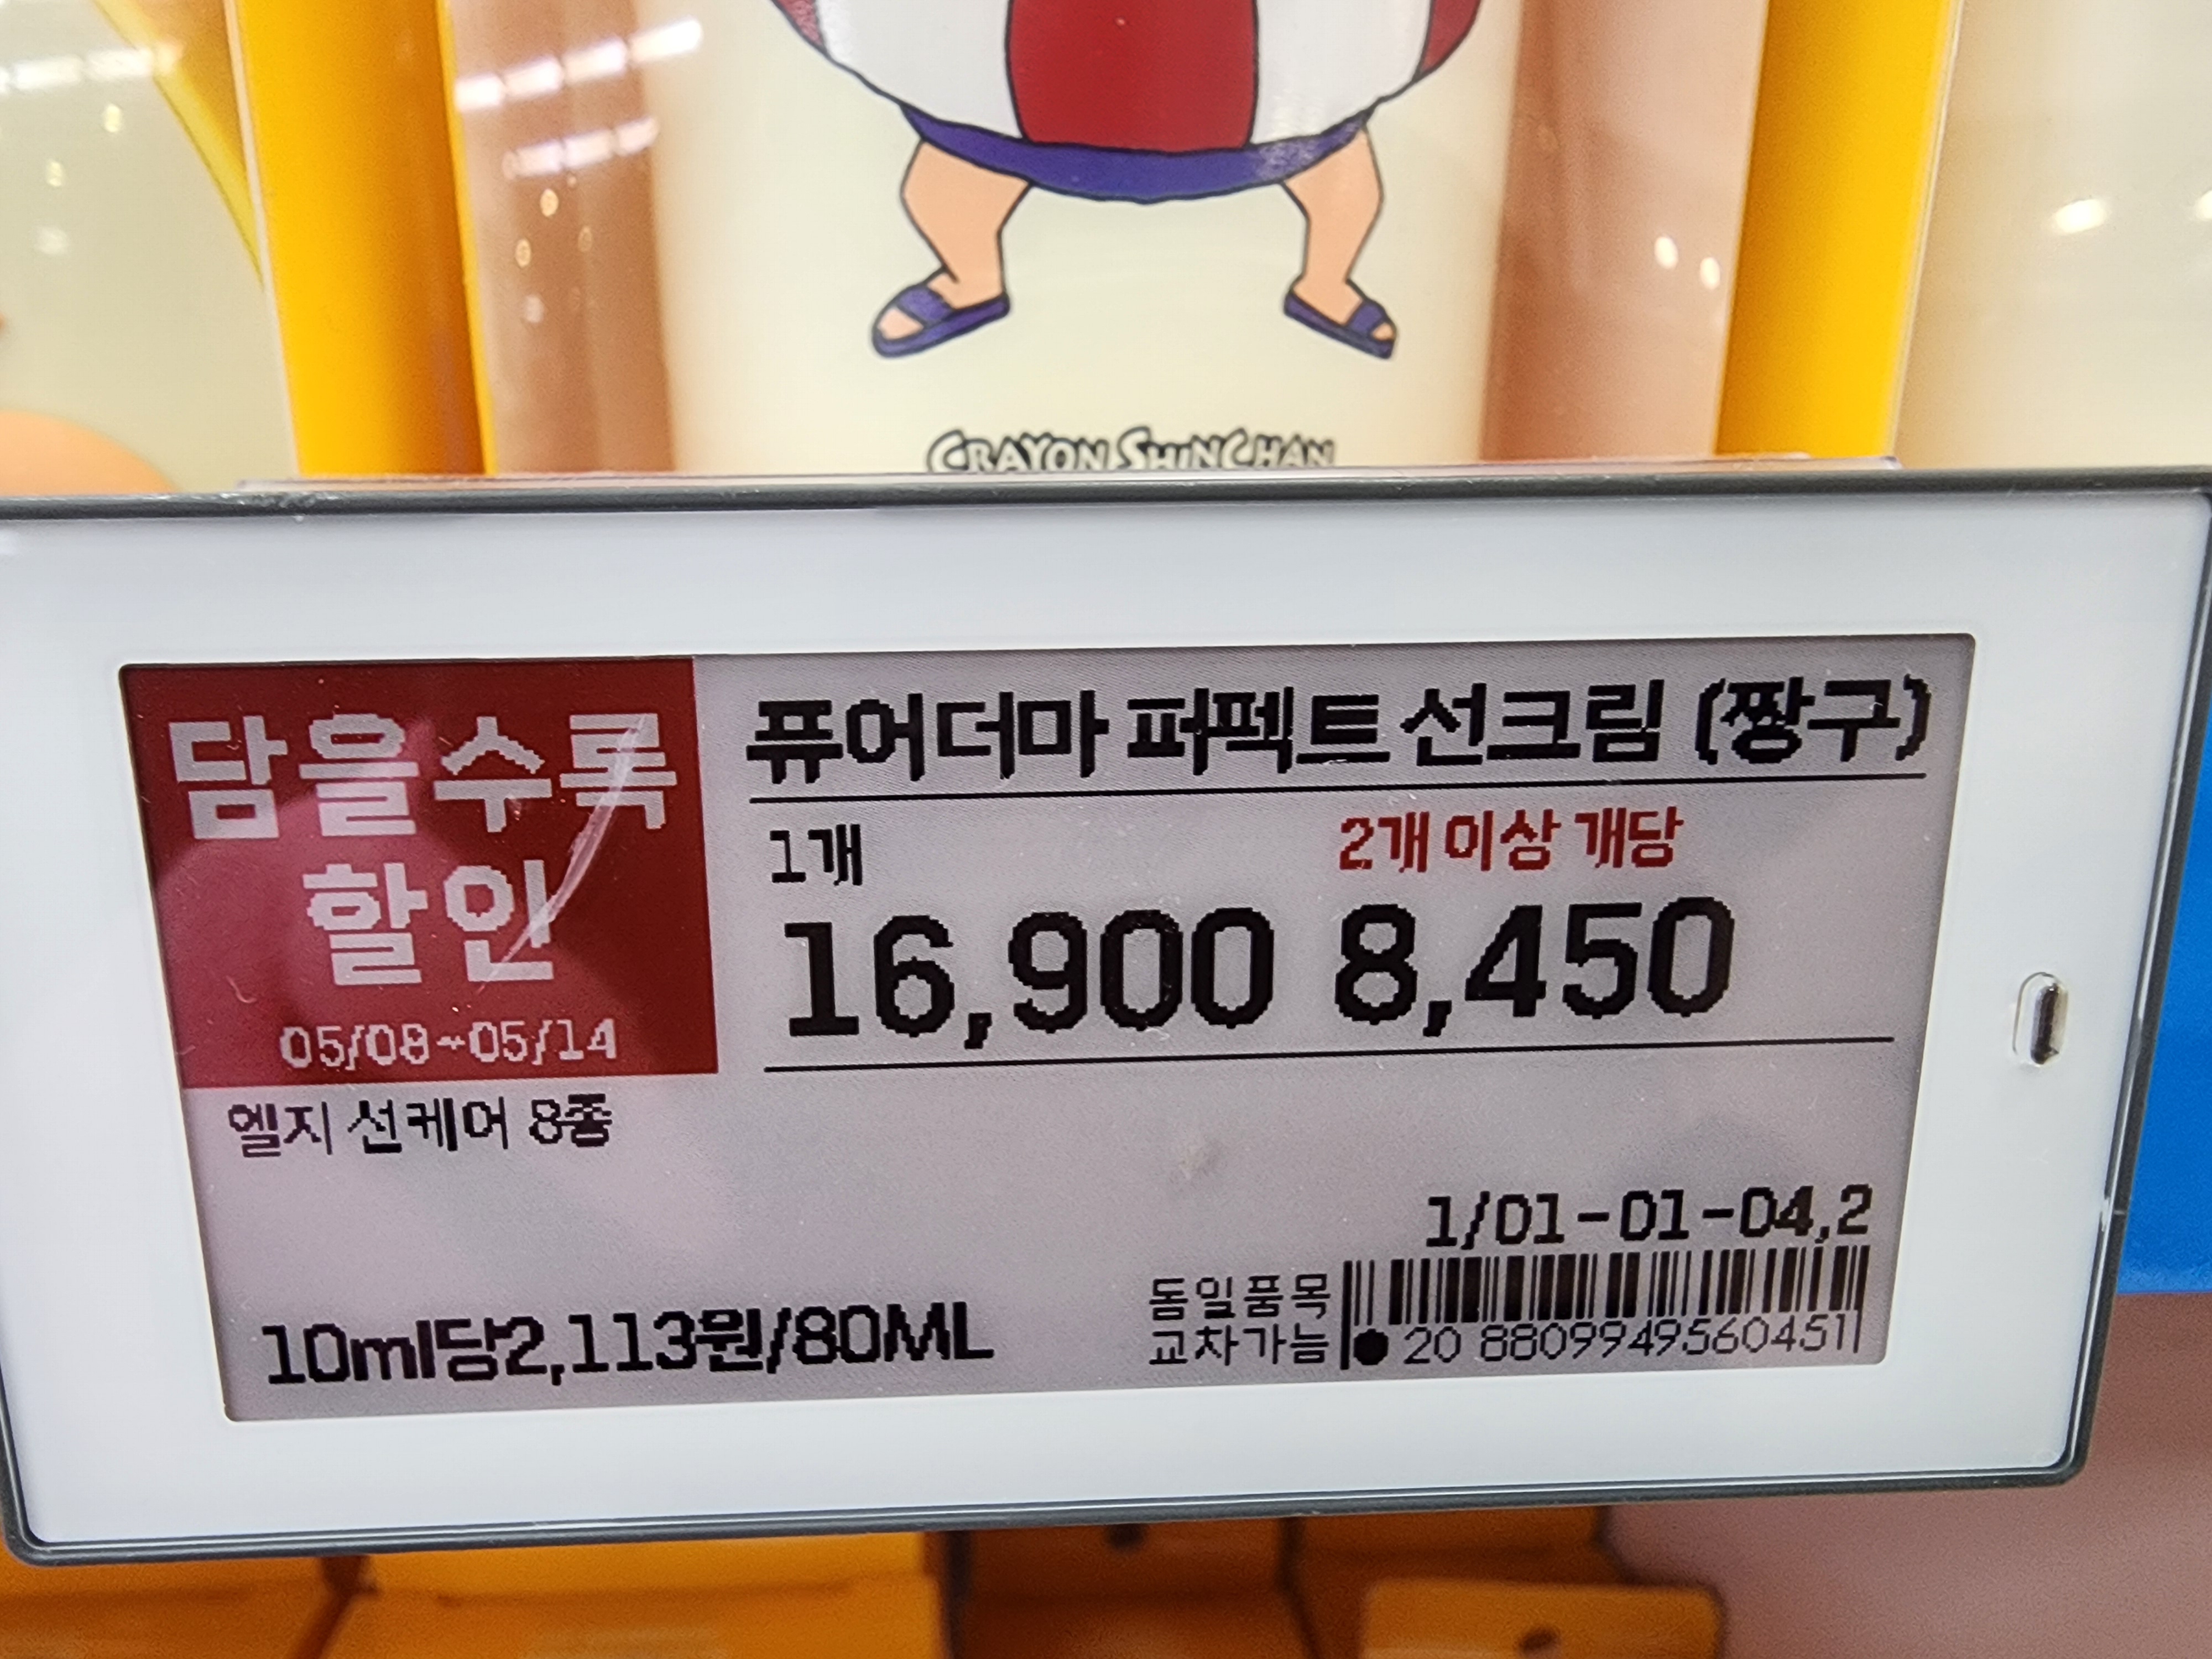 CRAYON SHINCHAN
담을수록
할인
05/08~05/14
엘지 선케어 8종
퓨어더마 퍼펙트 선크림 (짱구)
1개
2개 이상 개당
16,900 8,450
1/01-01-04,2
동일품목
교차가능
20 8809949560451
10ml당2,113원/80ML